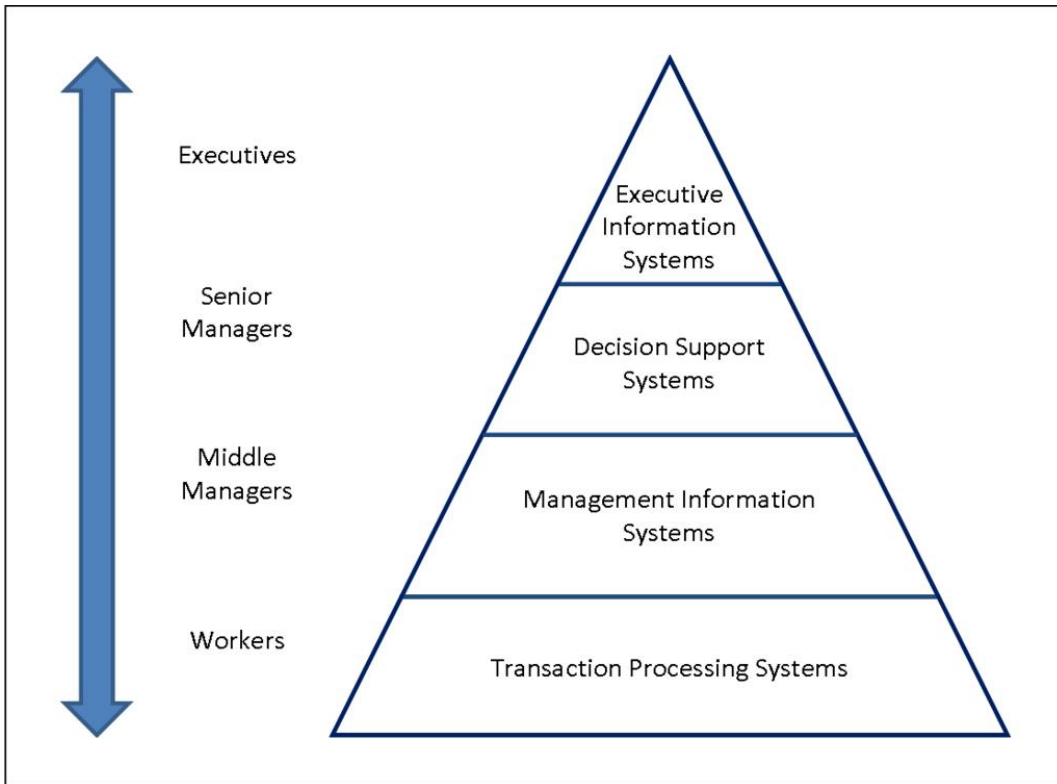 Executives
Executive
Information
Systems
Senior
Managers
Decision Support
Systems
Middle
Managers
Management Information
Systems
Workers
Transaction Processing Systems